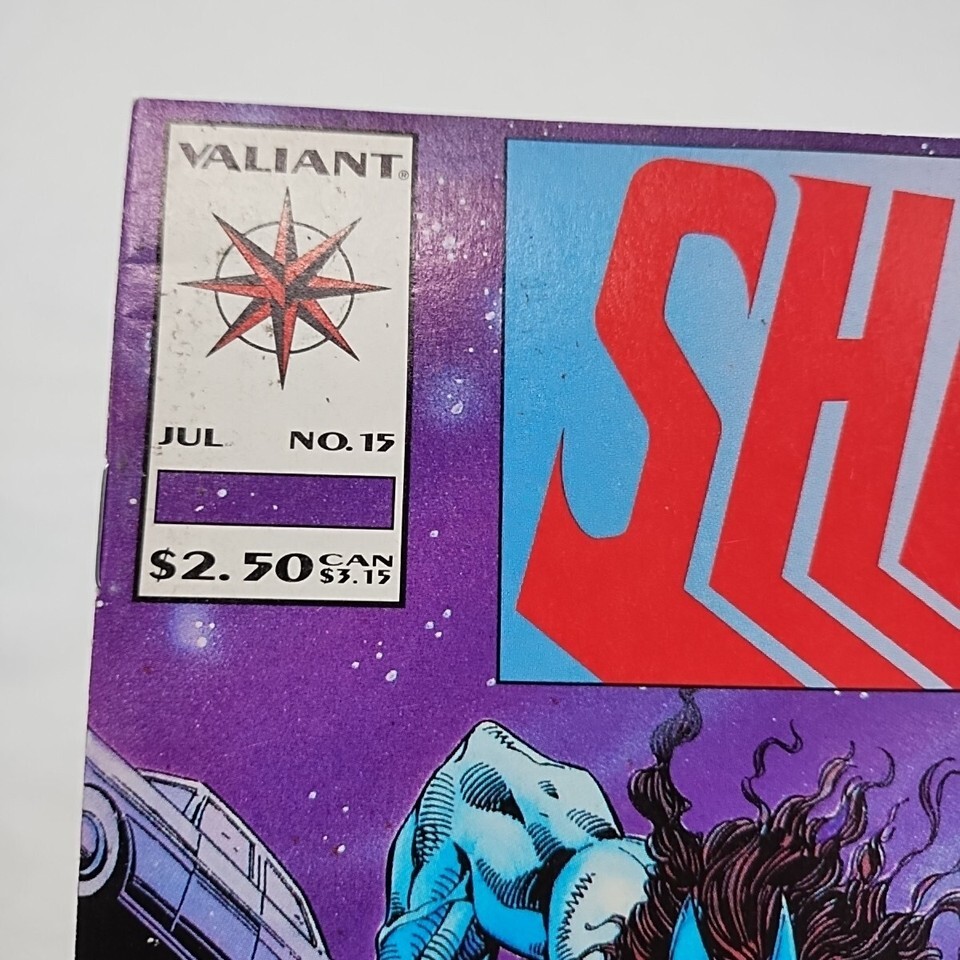 VALIANT®
JUL NO. 15
$2.50 CAN
$3.15
SH